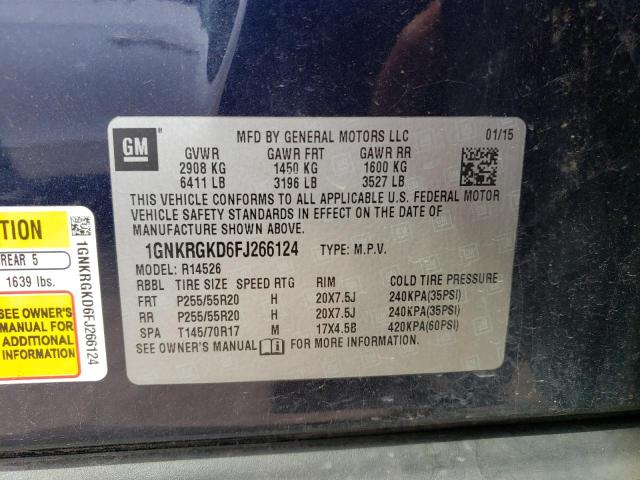 GM
MFD BY GENERAL MOTORS LLC 01/15
GVWR GAWR FRT GAWR RR
2908 KG 1450 KG 1600 KG
6411 LB 3196 LB 3527 LB
THIS VEHICLE CONFORMS TO ALL APPLICABLE U.S. FEDERAL MOTOR
VEHICLE SAFETY STANDARDS IN EFFECT ON THE DATE OF
MANUFACTURE SHOWN ABOVE.
1GNKRGKD6FJ266124 TYPE: M.P.V.
MODEL: R14526
RBBL TIRE SIZE SPEED RTG RIM COLD TIRE PRESSURE
FRT P255/55R20 H 20X7.5J 240KPA(35PSI)
RR P255/55R20 H 20X7.5J 240KPA(35PSI)
SPA T145/70R17 M 17X4.5B 420KPA(60PSI)
SEE OWNER'S MANUAL FOR MORE INFORMATION.
TION
REAR 5
1639 lbs.
SEE OWNER'S
MANUAL FOR
ADDITIONAL
INFORMATION
1GNKRGKD6FJ266124